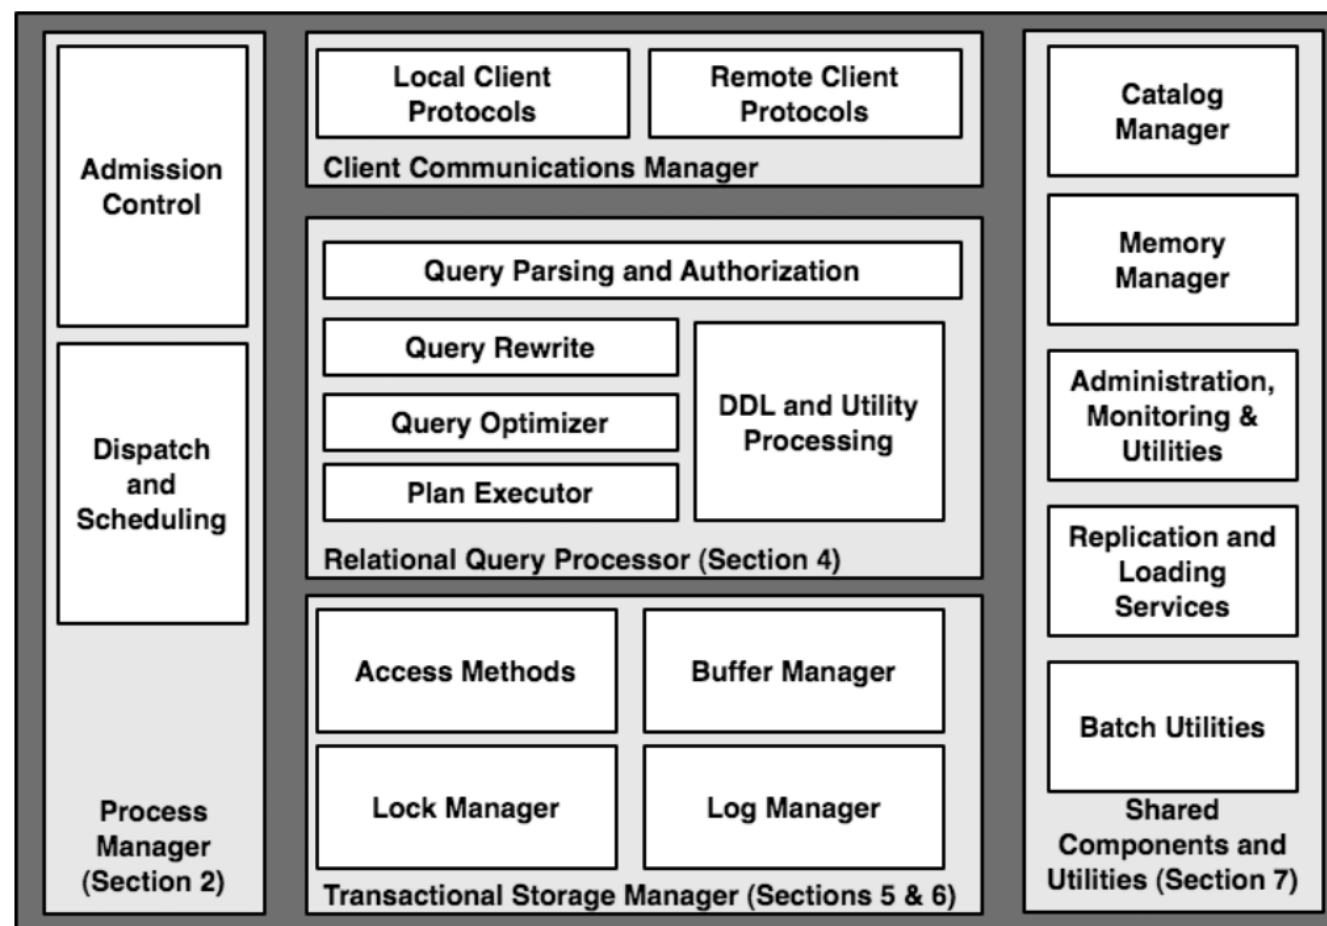 Admission
Control
Dispatch
and
Scheduling
Process
Manager
(Section 2)
Local Client
Protocols
Remote Client
Protocols
Client Communications Manager
Query Parsing and Authorization
Query Rewrite
Query Optimizer
Plan Executor
DDL and Utility
Processing
Relational Query Processor (Section 4)
Access Methods
Buffer Manager
Lock Manager
Log Manager
Transactional Storage Manager (Sections 5 & 6)
Catalog
Manager
Memory
Manager
Administration,
Monitoring &
Utilities
Replication and
Loading
Services
Batch Utilities
Shared
Components and
Utilities (Section 7)